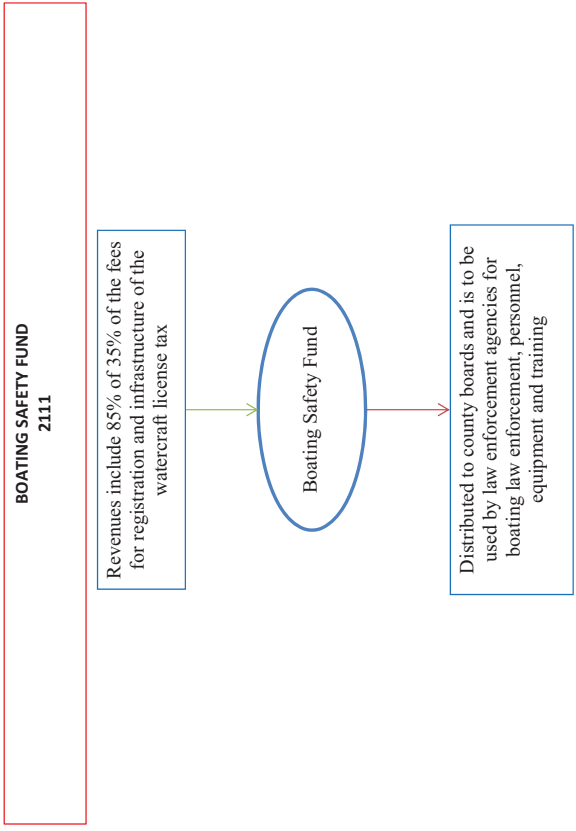 BOATING SAFETY FUND
2111
Revenues include 85% of 35% of the fees
for registration and infrastructure of the
watercraft license tax
Boating Safety Fund
Distributed to county boards and is to be
used by law enforcement agencies for
boating law enforcement, personnel,
equipment and training